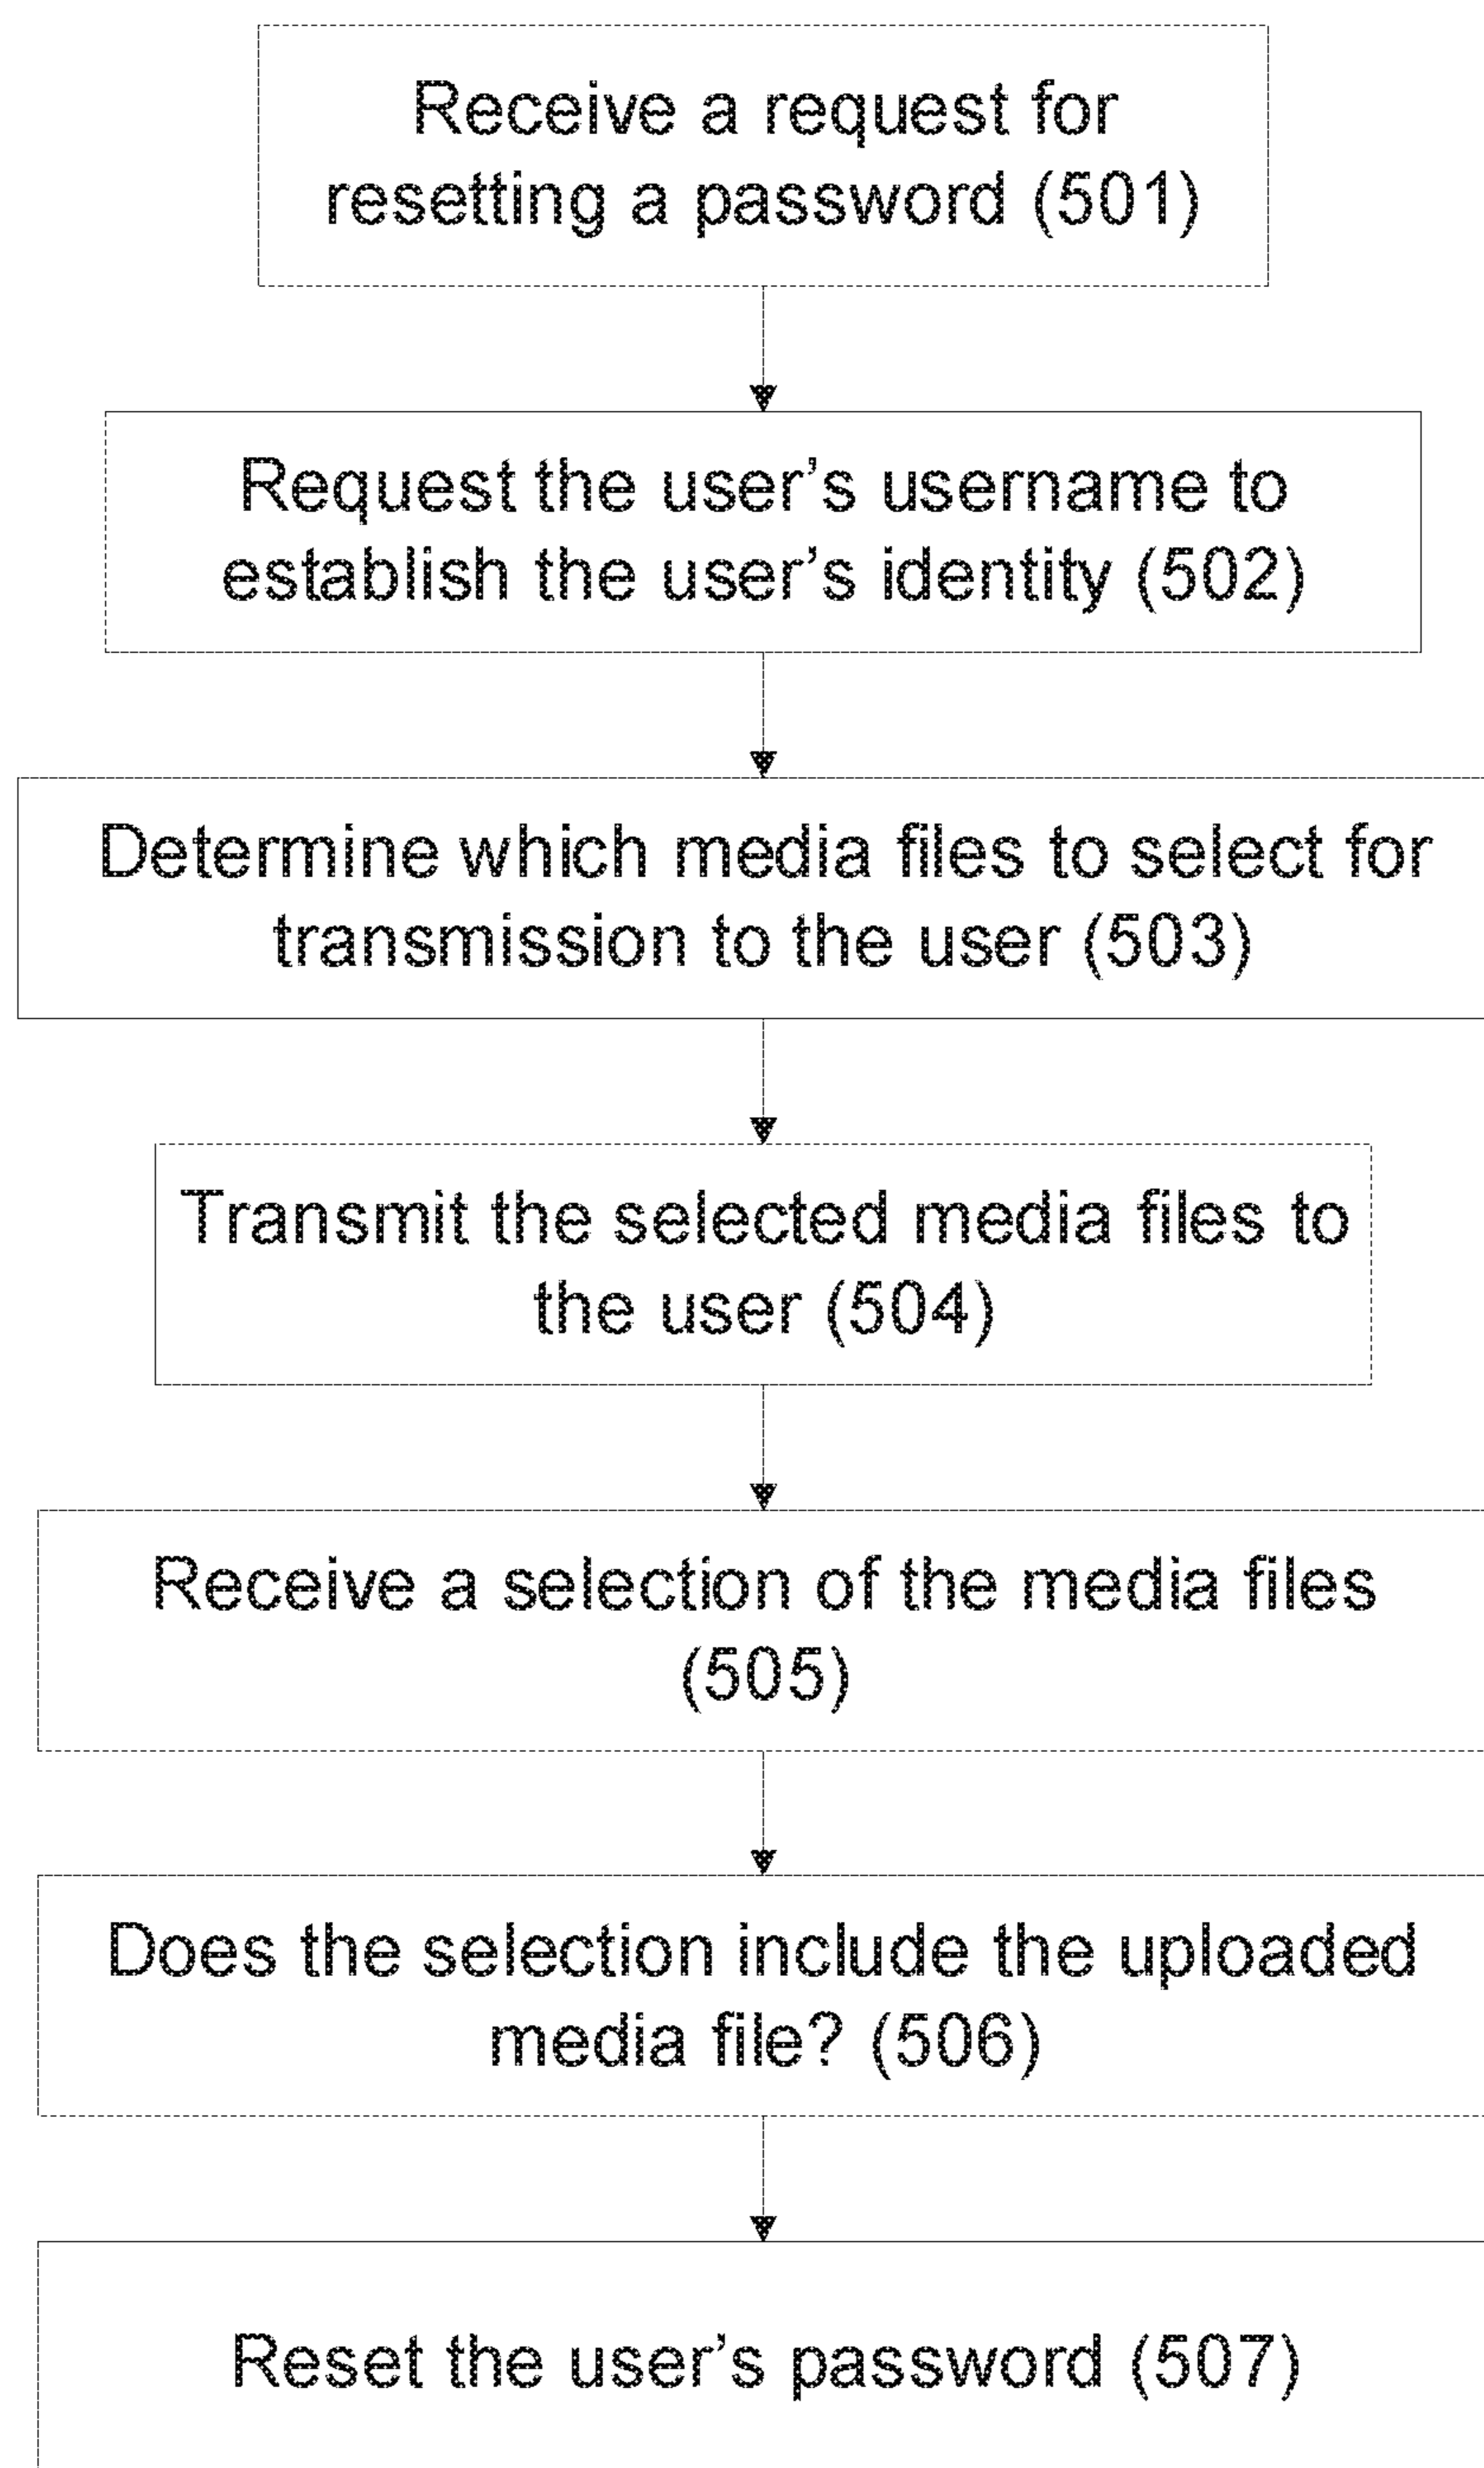 Receive a request for
resetting a password (501)
Request the user's username to
establish the user's identity (502)
Determine which media files to select for
transmission to the user (503)
Transmit the selected media files to
the user (504)
Receive a selection of the media files
(505)
Does the selection include the uploaded
media file? (506)
Reset the user's password (507)